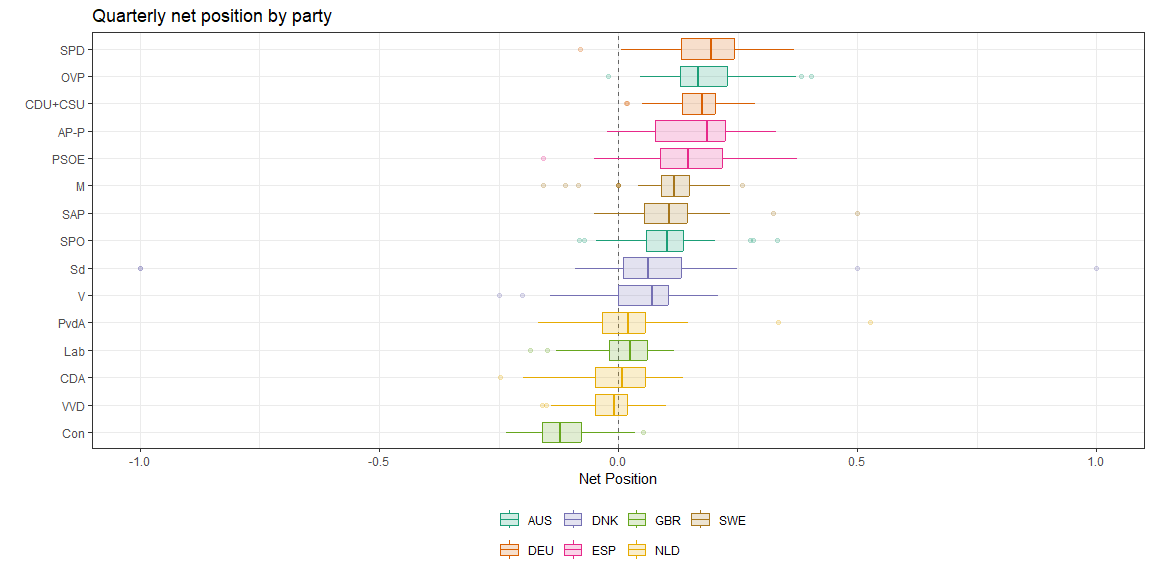 Quarterly net position by party
SPD
OVP
CDU+CSU
AP-P
PSOE
M
SAP
SPO
Sd
V
PvdA
Lab
CDA
VVD
Con
-1.0 -0.5 0.0 0.5 1.0
Net Position
AUS DNK GBR SWE
DEU ESP NLD